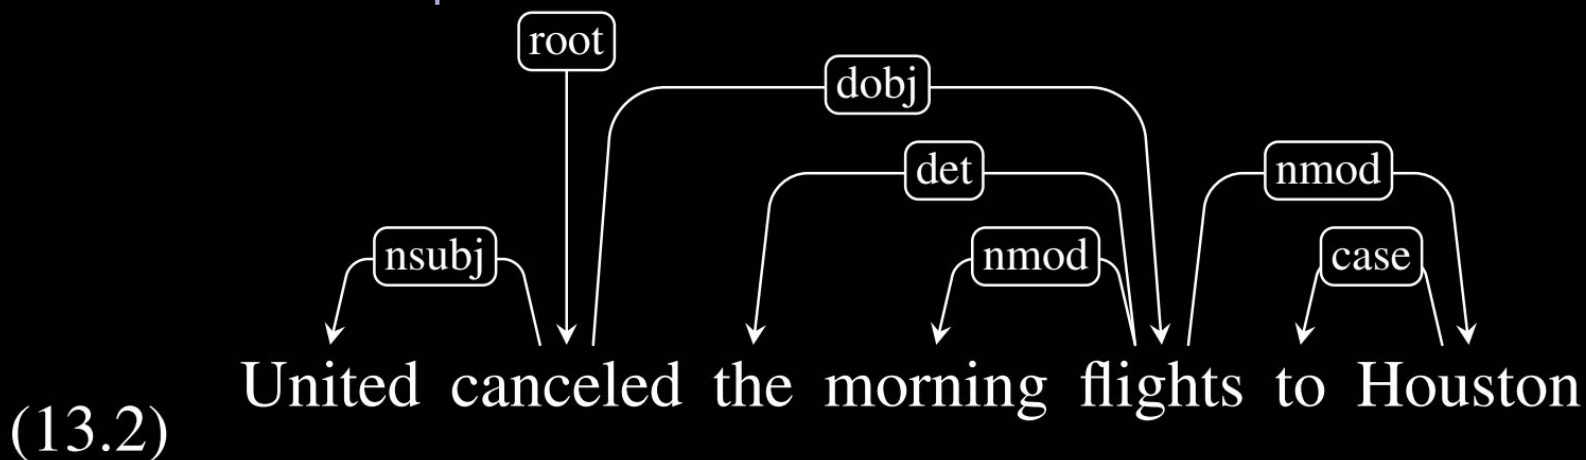 root
dobj
det nmod
nsubj nmod case
United canceled the morning flights to Houston
(13.2)